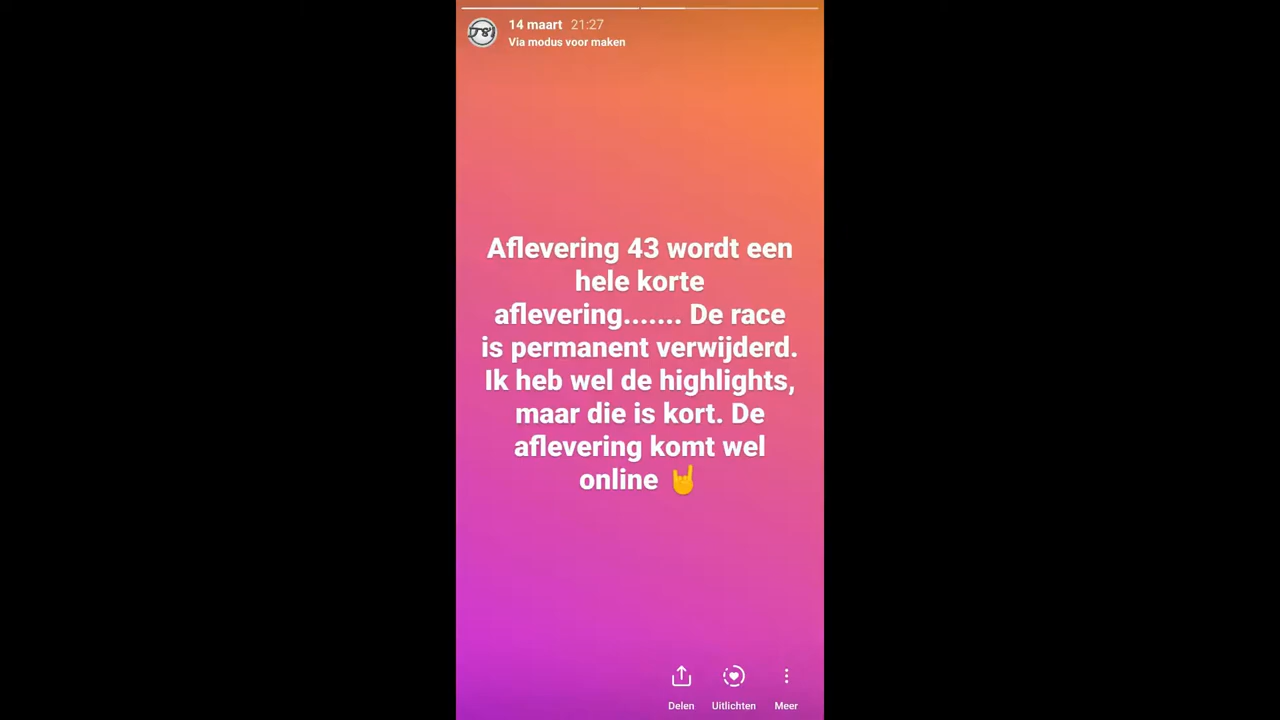 14 maart 21:27
Via modus voor maken
Aflevering 43 wordt een
hele korte
aflevering....... De race
is permanent verwijderd.
Ik heb wel de highlights,
maar die is kort. De
aflevering komt wel
online 🤘
Delen Uitlichten Meer